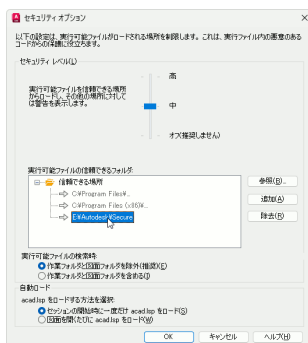 セキュリティ オプション
以下の設定は、実行可能ファイルがロードされる場所を制限します。これは、実行ファイル内の悪意のある
コードからの保護に役立ちます。
セキュリティ レベル(L)
高
実行可能ファイルを信頼できる場所
からロードし、その他の場所に対して
は警告を表示します。
中
オフ(推奨しません)
実行可能ファイルの信頼できるフォルダ:
信頼できる場所
C:¥Program Files¥...
C:¥Program Files (x86)¥...
E:¥Autodesk¥Secure
参照(B)...
追加(A)
除去(R)
実行可能ファイルの検索時:
作業フォルダと図面フォルダを除外(推奨)(E)
作業フォルダと図面フォルダを含める(I)
自動ロード
acad.lsp をロードする方法を選択:
セッションの開始時に一度だけ acad.lsp をロード(S)
図面を開くたびに acad.lsp をロード(W)
OK
キャンセル
ヘルプ(H)